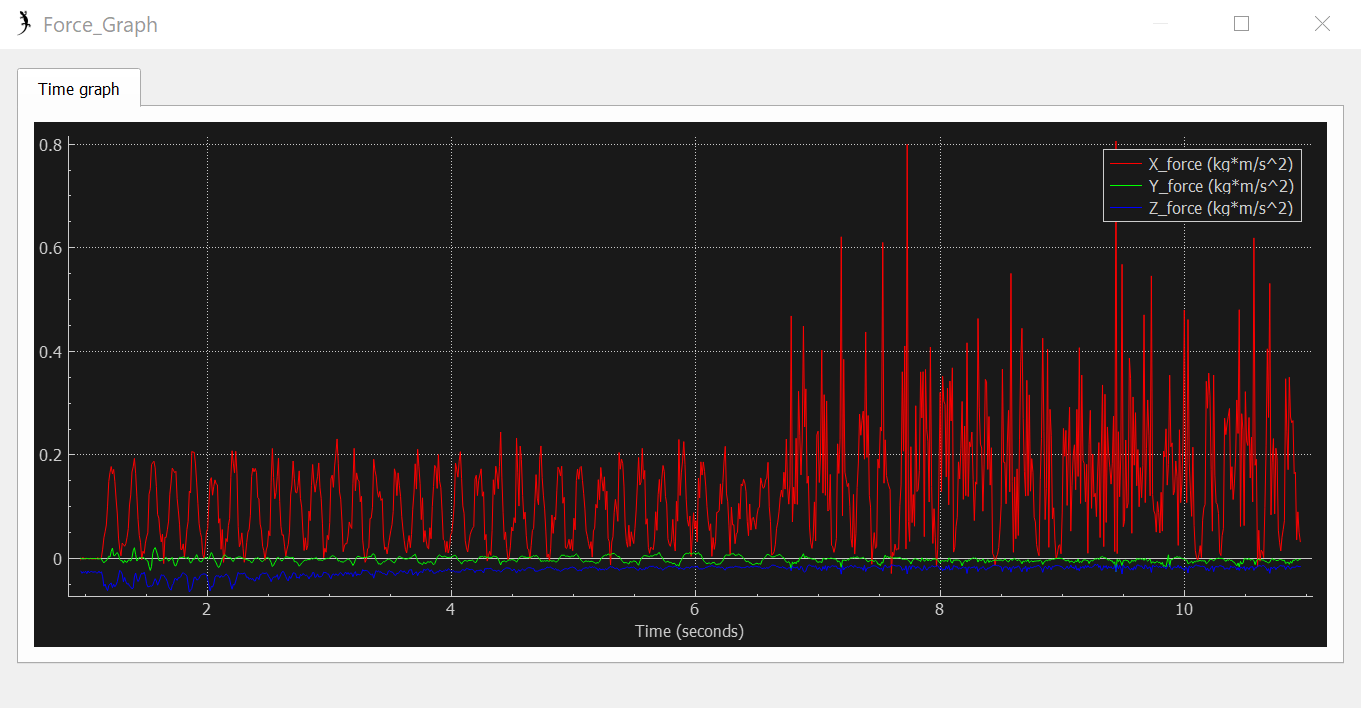 Force_Graph
Time graph
0.8
0.6
0.4
0.2
0
X_force (kg*m/s^2)
Y_force (kg*m/s^2)
Z_force (kg*m/s^2)
2 4 6 8 10
Time (seconds)